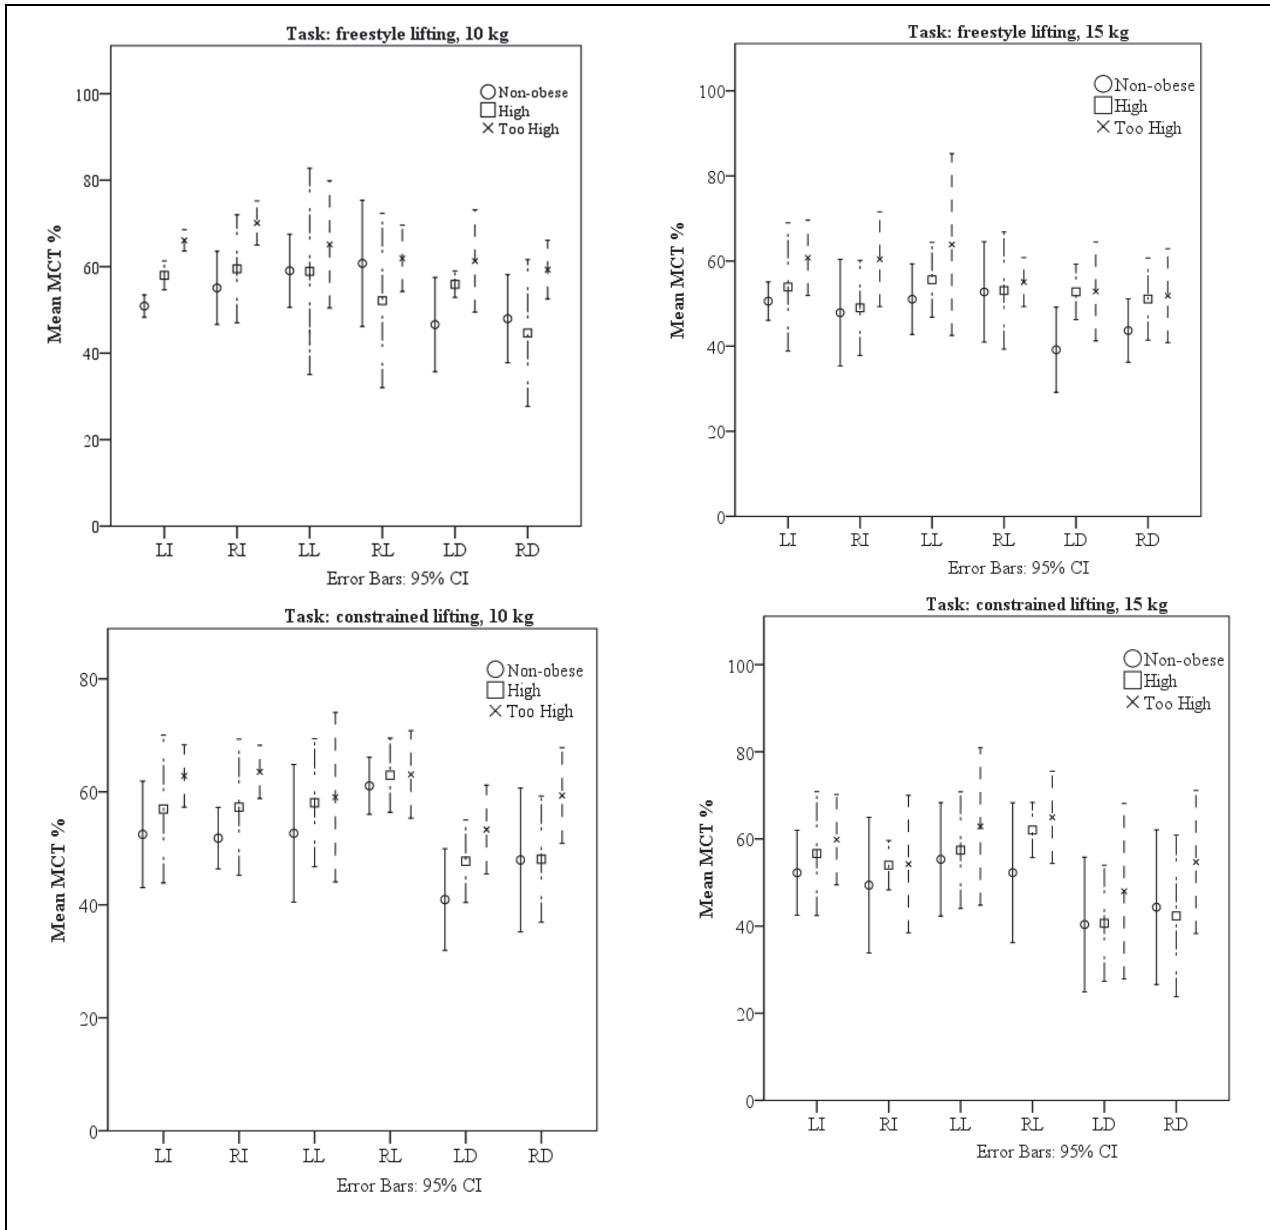 Task: freestyle lifting, 10 kg
Non-obese
High
Too High
100
80
60
40
20
0
Mean MCT %
LI RI LL RL LD RD
Error Bars: 95% CI
Task: freestyle lifting, 15 kg
Non-obese
High
Too High
100
80
60
40
20
0
Mean MCT %
LI RI LL RL LD RD
Error Bars: 95% CI
Task: constrained lifting, 10 kg
Non-obese
High
Too High
80
60
40
20
0
Mean MCT %
LI RI LL RL LD RD
Error Bars: 95% CI
Task: constrained lifting, 15 kg
Non-obese
High
Too High
100
80
60
40
20
0
Mean MCT %
LI RI LL RL LD RD
Error Bars: 95% CI